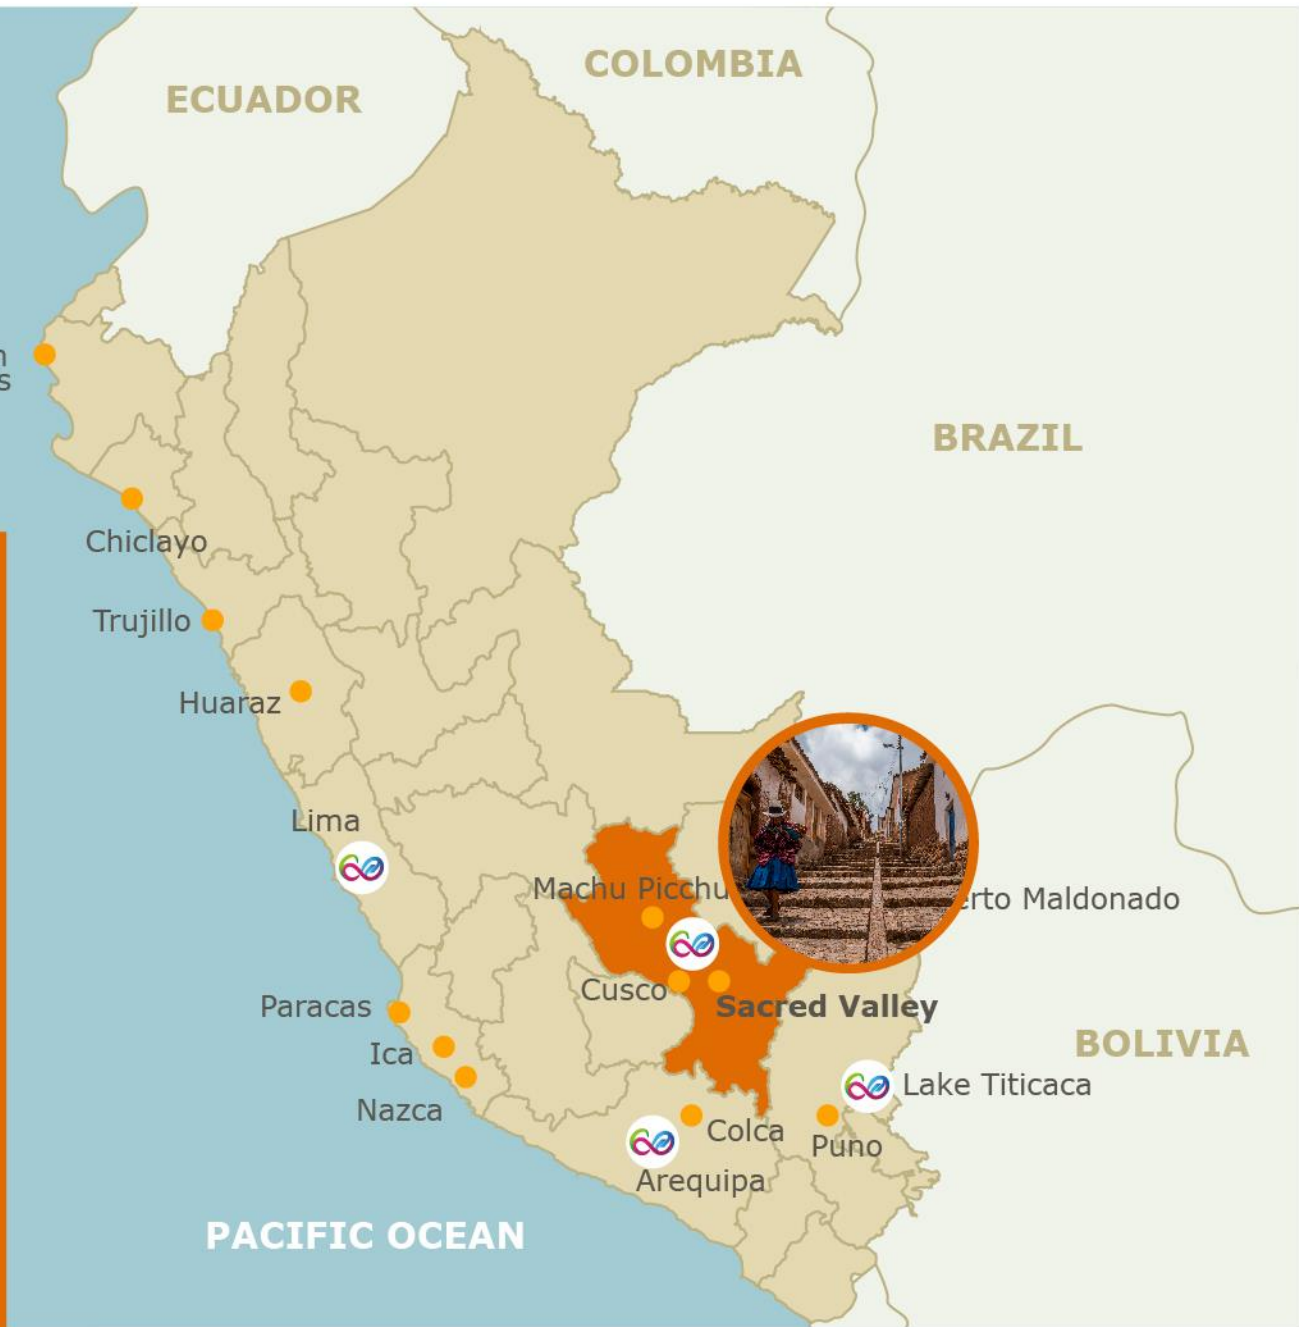 COLOMBIA
ECUADOR
BRAZIL
Chiclayo
Trujillo
Huaraz
Lima
Machu Picchu
Maldonado
Cusco
Sacred Valley
Paracas
Ica
BOLIVIA
Lake Titicaca
Nazca
Colca
Puno
Arequipa
PACIFIC OCEAN